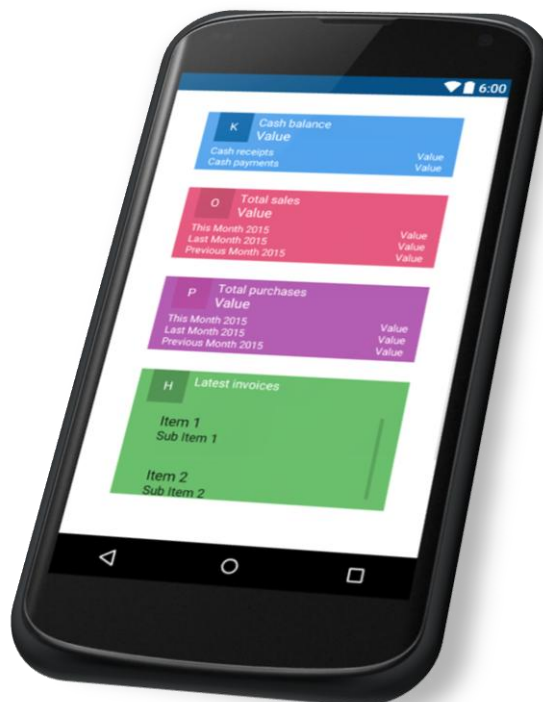 6:00
K Cash balance
Value
Cash receipts Value
Cash payments Value
O Total sales
Value
This Month 2015 Value
Last Month 2015 Value
Previous Month 2015 Value
P Total purchases
Value
This Month 2015 Value
Last Month 2015 Value
Previous Month 2015 Value
H Latest invoices
Item 1
Sub Item 1
Item 2
Sub Item 2